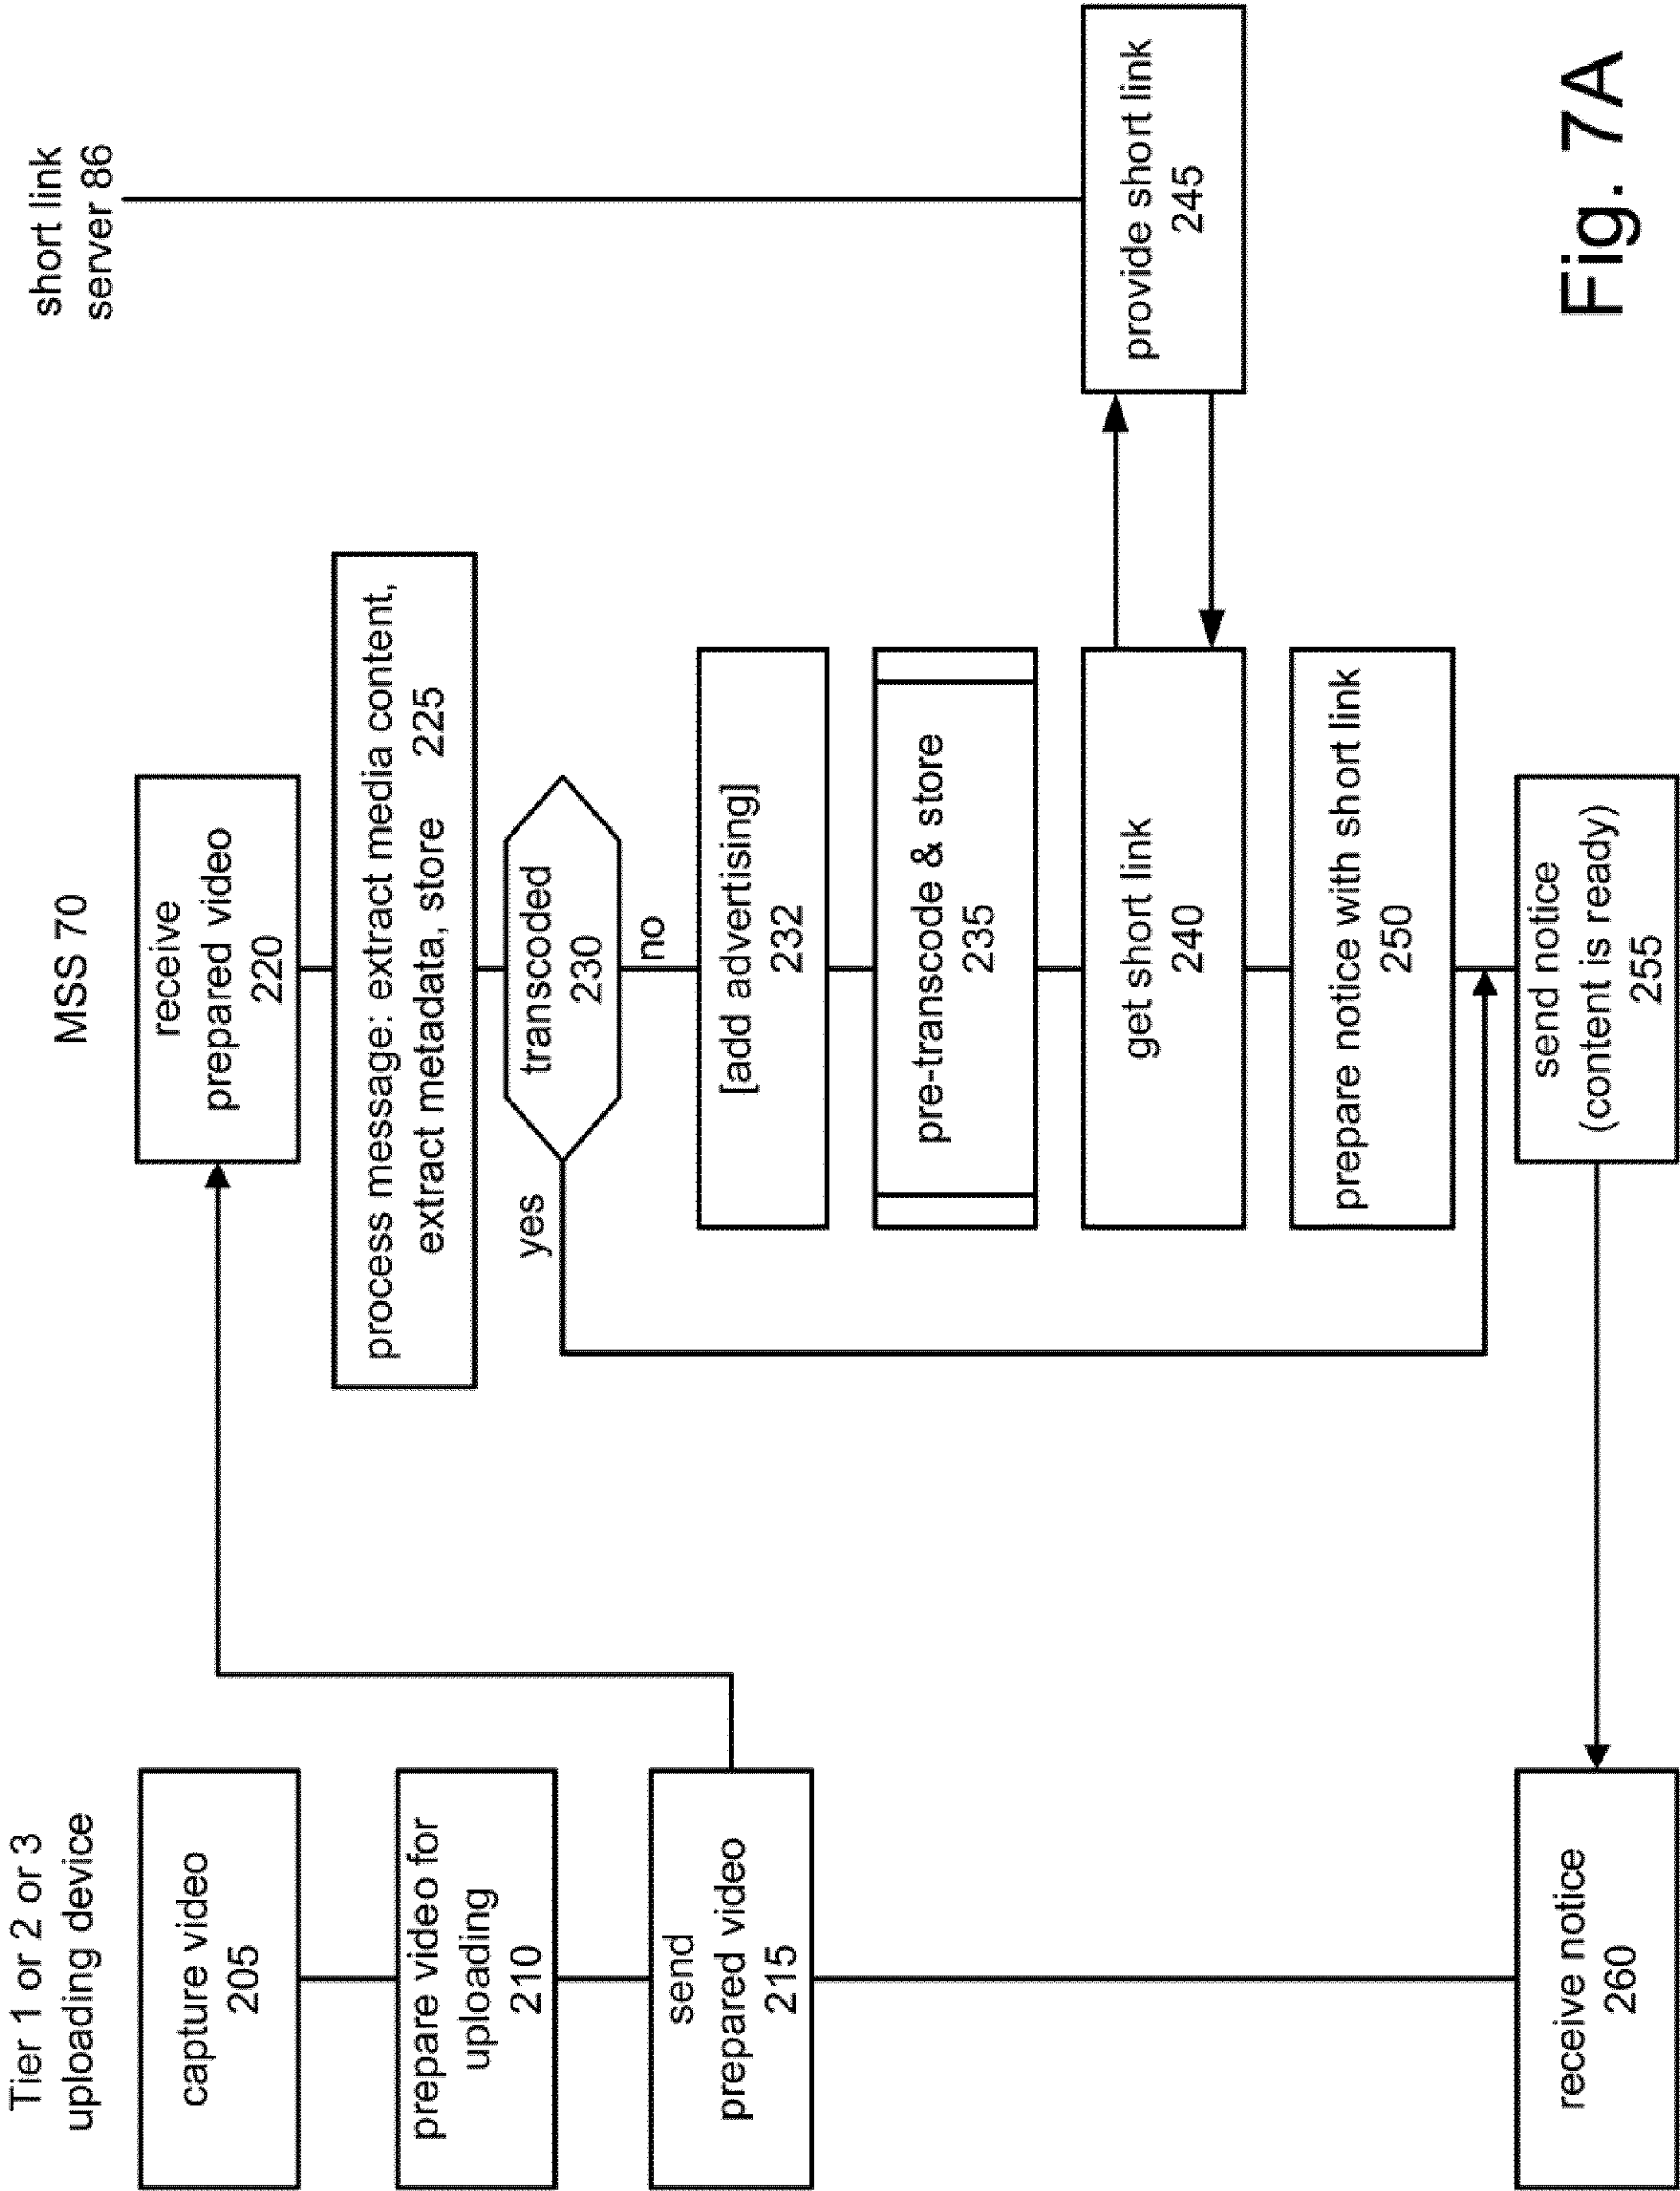 Tier 1 or 2 or 3
uploading device
capture video
205
prepare video for
uploading
210
send
prepared video
215
receive notice
260
MSS 70
receive
prepared video
220
process message: extract media content,
extract metadata, store 225
transcoded
230
yes
no
[add advertising]
232
pre-transcode & store
235
get short link
240
prepare notice with short link
250
send notice
(content is ready)
255
short link
server 86
provide short link
245
Fig. 7A